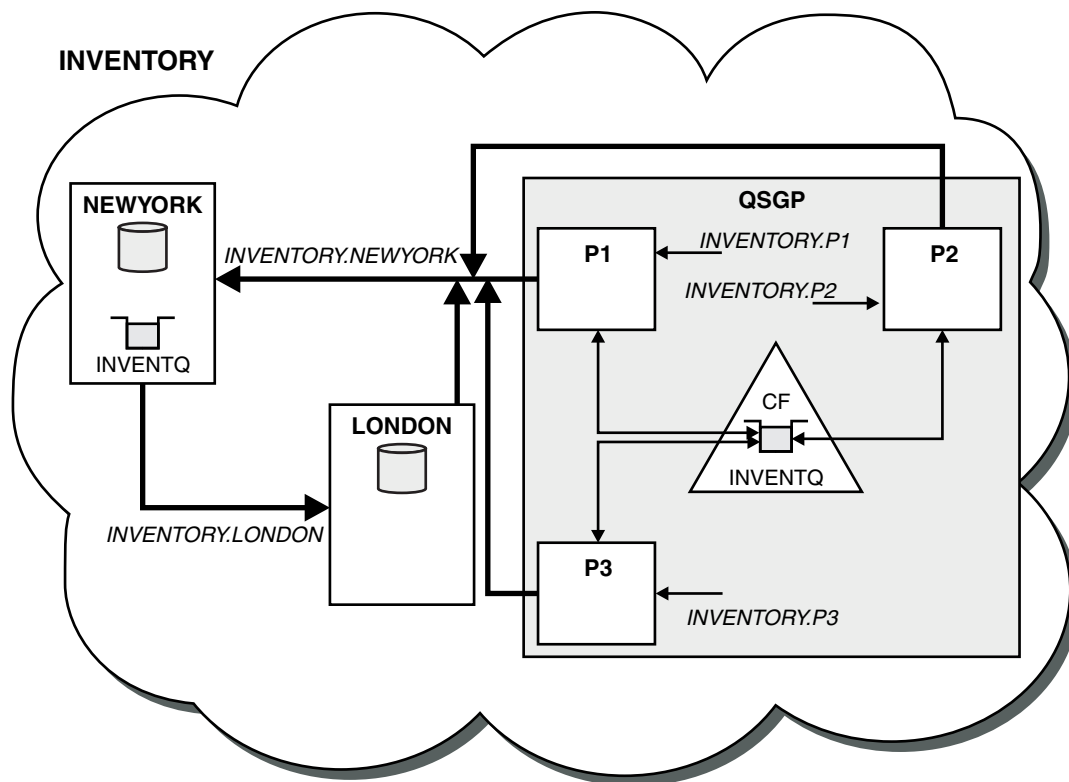 INVENTORY
NEWYORK
INVENTQ
INVENTORY.NEWYORK
LONDON
INVENTORY.LONDON
QSGP
P1
INVENTORY.P1
P2
INVENTORY.P2
CF
INVENTQ
P3
INVENTORY.P3